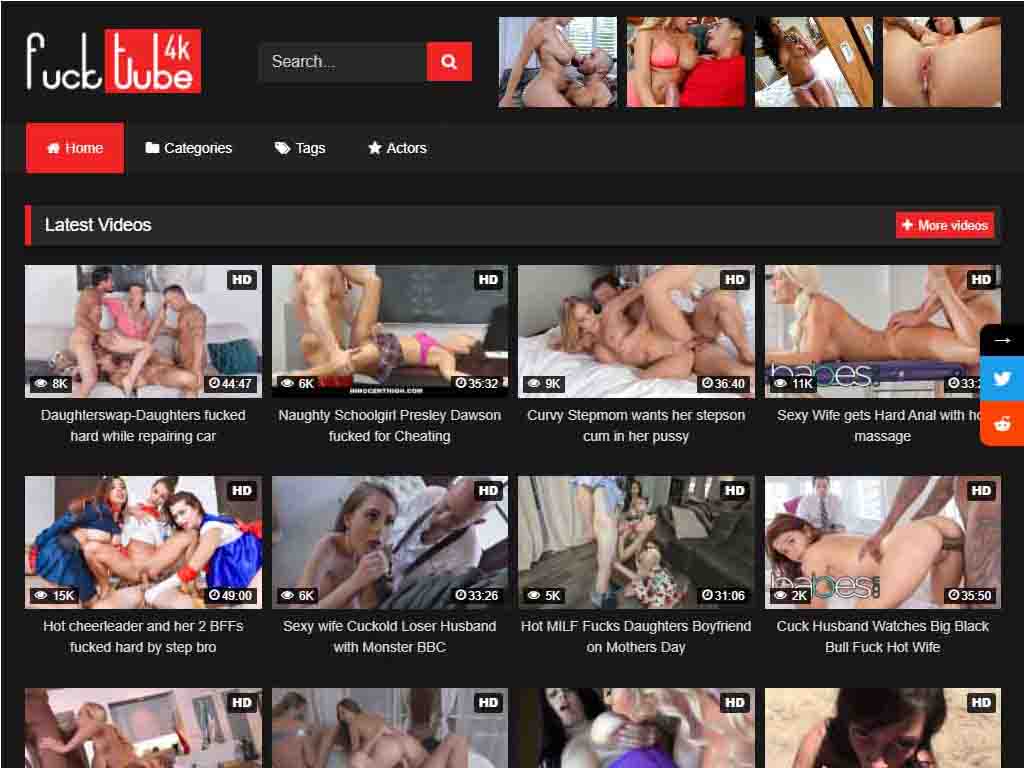 Fuck tube 4k
Search...
Home
Categories
Tags
Actors
Latest Videos
More videos
HD
HD
HD
HD
8K
44:47
INNOCENTHIGH.COM
6K
35:32
9K
36:40
babes
11K
Daughterswap-Daughters fucked
hard while repairing car
Naughty Schoolgirl Presley Dawson
fucked for Cheating
Curvy Stepmom wants her stepson
cum in her pussy
Sexy Wife gets Hard Anal with
massage
HD
HD
HD
HD
15K
49:00
6K
33:26
5K
31:06
babes
2K
35:50
Hot cheerleader and her 2 BFFs
fucked hard by step bro
Sexy wife Cuckold Loser Husband
with Monster BBC
Hot MILF Fucks Daughters Boyfriend
on Mothers Day
Cuck Husband Watches Big Black
Bull Fuck Hot Wife
HD
HD
HD
HD